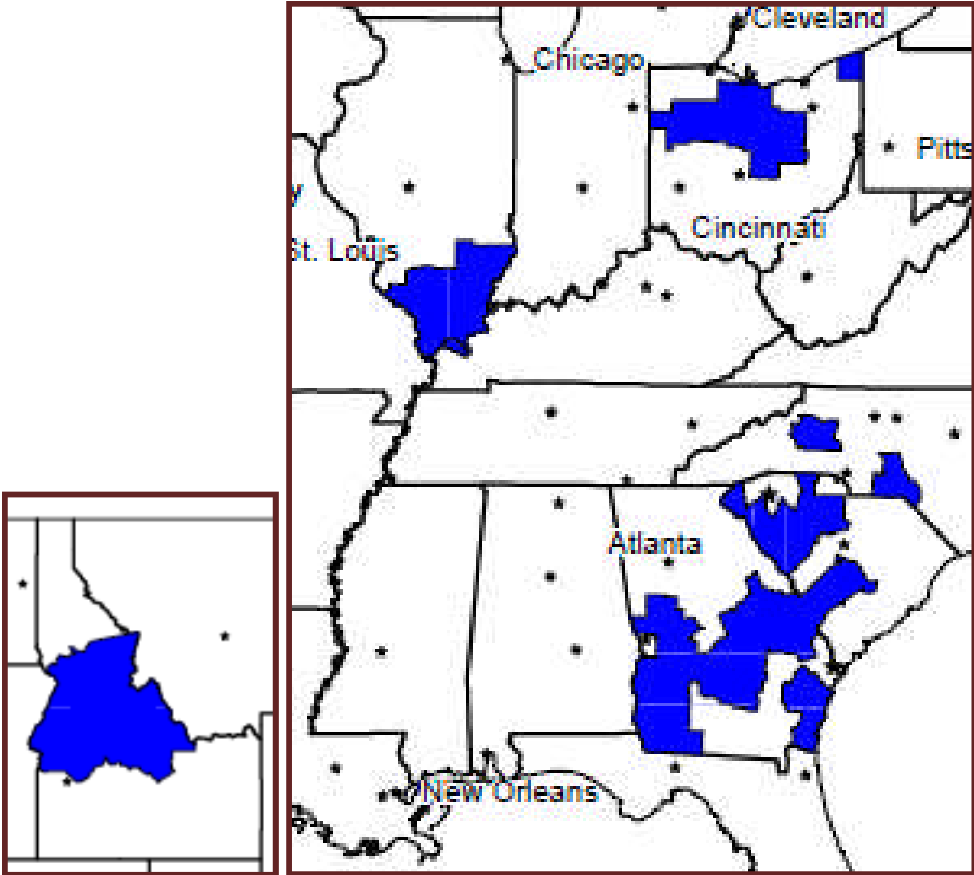 Cleveland
Chicago
Pitts
y
Cincinnati
St. Louis
Atlanta
New Orleans